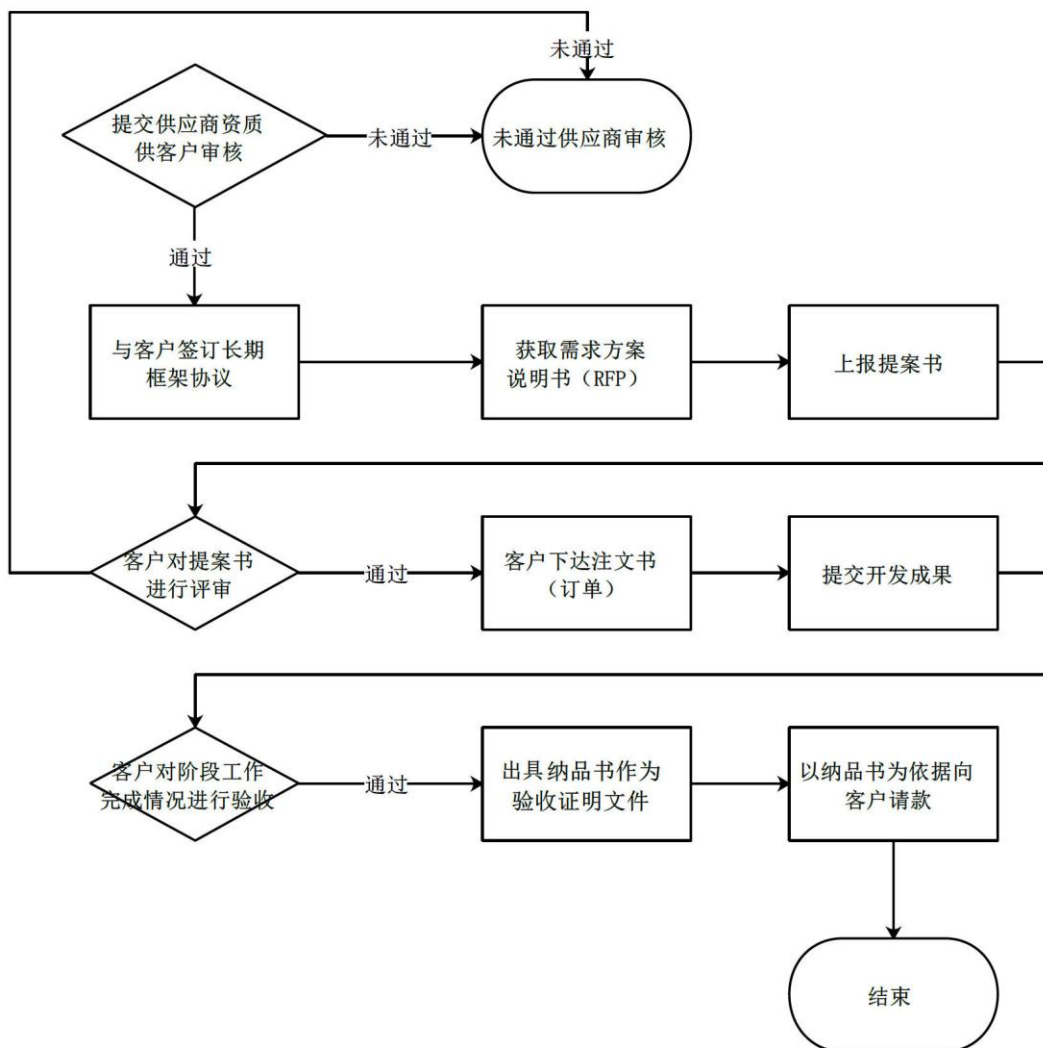 未通过
提交供应商资质
供客户审核
未通过
未通过供应商审核
通过
与客户签订长期
框架协议
获取需求方案
说明书（RFP）
上报提案书
客户对提案书
进行评审
通过
客户下达注文书
（订单）
提交开发成果
客户对阶段工作
完成情况进行验收
通过
出具纳品书作为
验收证明文件
以纳品书为依据向
客户请款
结束